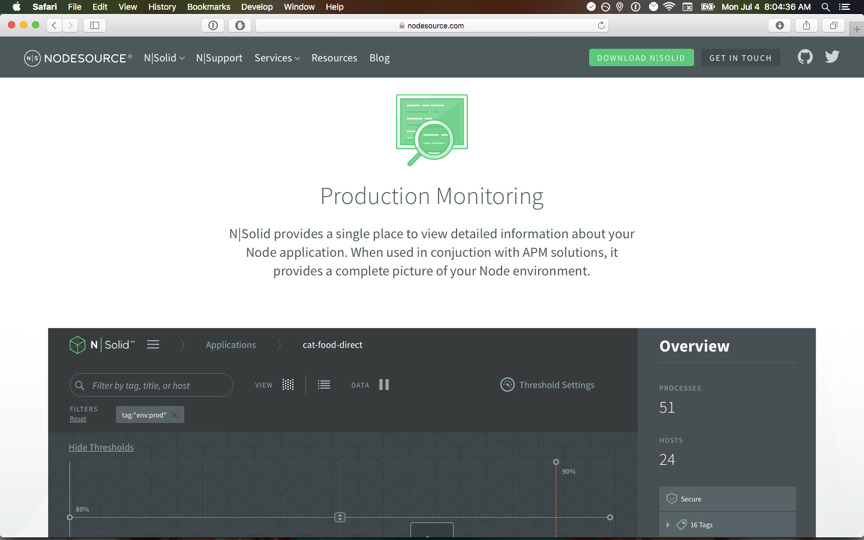 Safari File Edit View History Bookmarks Develop Window Help Mon Jul 4 8:04:36 AM
nodesource.com
N|S NODESOURCE® N|Solid N|Support Services Resources Blog DOWNLOAD N|SOLID GET IN TOUCH
Production Monitoring
N|Solid provides a single place to view detailed information about your
Node application. When used in conjuction with APM solutions, it
provides a complete picture of your Node environment.
N|Solid™ Applications cat-food-direct
Overview
Filter by tag, title, or host VIEW DATA Threshold Settings
PROCESSES
51
FILTERS
Reset
tag:"env:prod"
HOSTS
24
Hide Thresholds
90%
80%
Secure
16 Tags